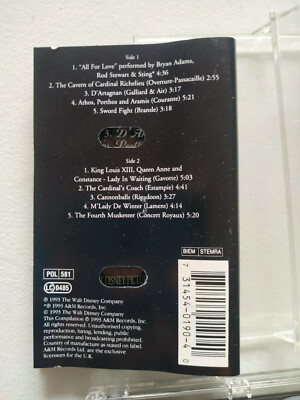 Side 1
1. "All For Love" performed by Bryan Adams,
Rod Stewart & Sting* 4:36
2. The Cavern of Cardinal Richelieu (Overture-Passacaille) 2:55
3. D'Artagnan (Galliard & Air) 3:17
4. Athos, Porthos and Aramis (Courante) 5:21
5. Sword Fight (Bransle) 3:18
3. D'A
Side 2
1. King Louis XIII, Queen Anne and
Constance - Lady In Waiting (Gavotte) 5:03
2. The Cardinal's Coach (Estampie) 4:41
3. Cannonballs (Rigadoon) 3:27
4. M'Lady De Winter (Lament) 4:14
5. The Fourth Musketeer (Concert Royaux) 5:20
DISNEY PICT
POL 581
LC 0485
BIEM STEMRA
℗ 1993 The Walt Disney Company
* ℗ 1993 A&M Records, Inc.
© 1993 The Walt Disney Company
This Compilation ℗ 1993 A&M Records, Inc.
All rights reserved. Unauthorised copying,
reproduction, hiring, lending, public
performance and broadcasting prohibited.
Country of manufacture as stated on label.
A&M Records Ltd. are the exclusive
licensees for the U.K.
7 31454-0190-4 0